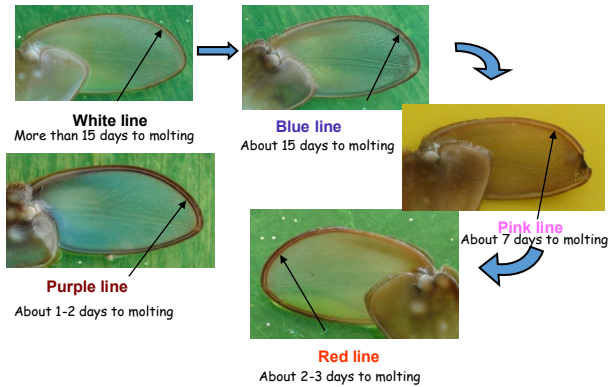 White line
More than 15 days to molting
Blue line
About 15 days to molting
Pink line
About 7 days to molting
Red line
About 2-3 days to molting
Purple line
About 1-2 days to molting